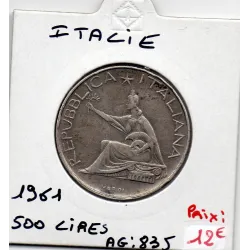 ITALIE
REPUBBLICA ITALIANA
1961
500 LIRES
AG:835
Prix:
12€